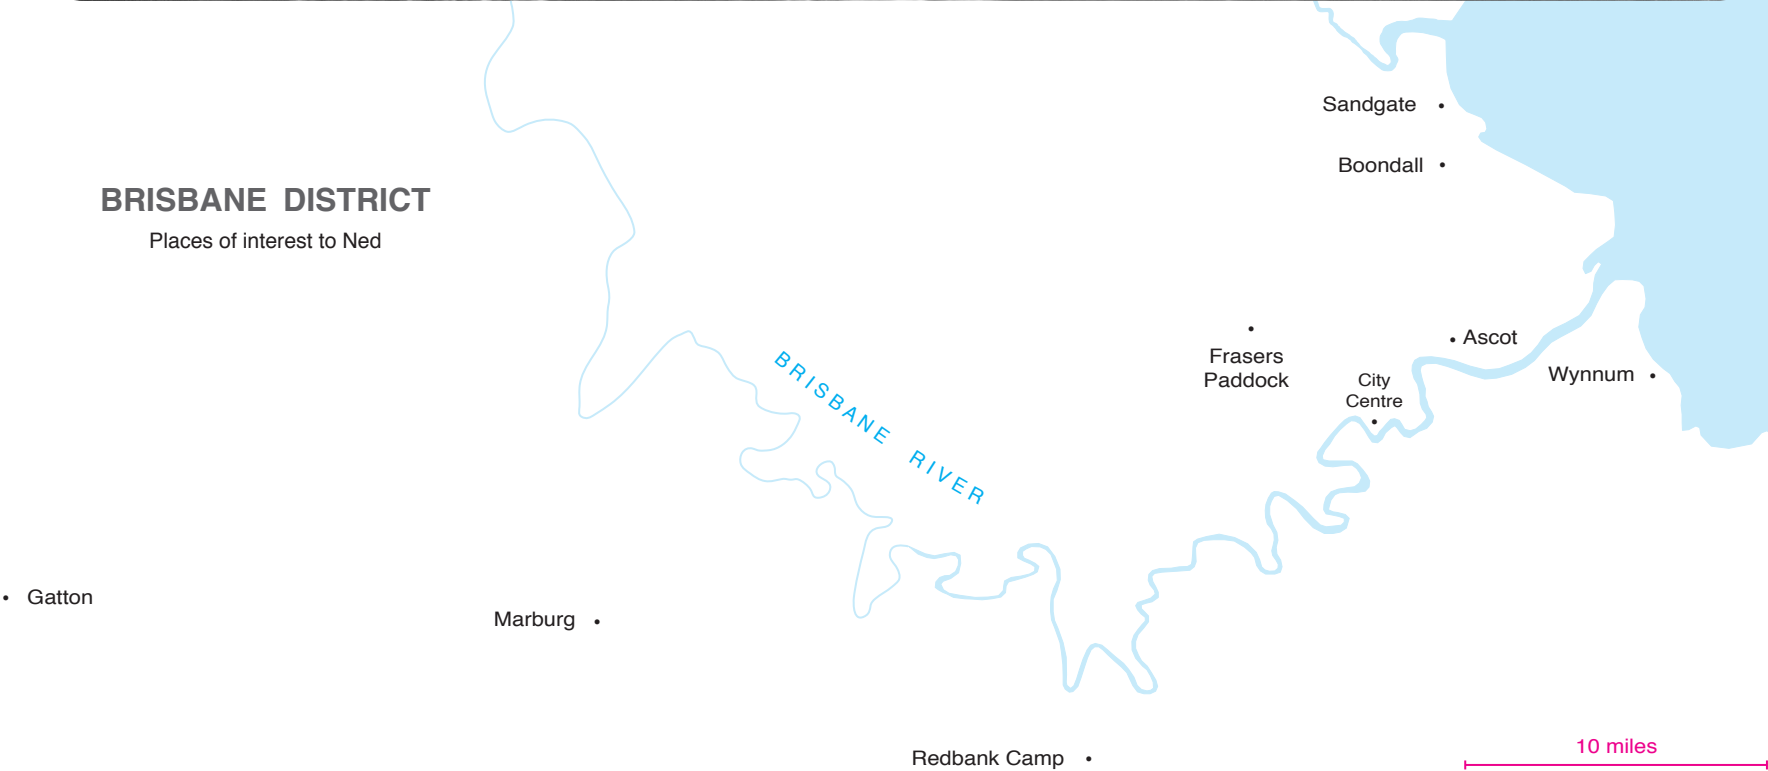 Sandgate
Boondall
BRISBANE DISTRICT
Places of interest to Ned
Ascot
Frasers
Paddock
BRISBANE RIVER
City
Centre
Wynnum
Gatton
Marburg
Redbank Camp
10 miles